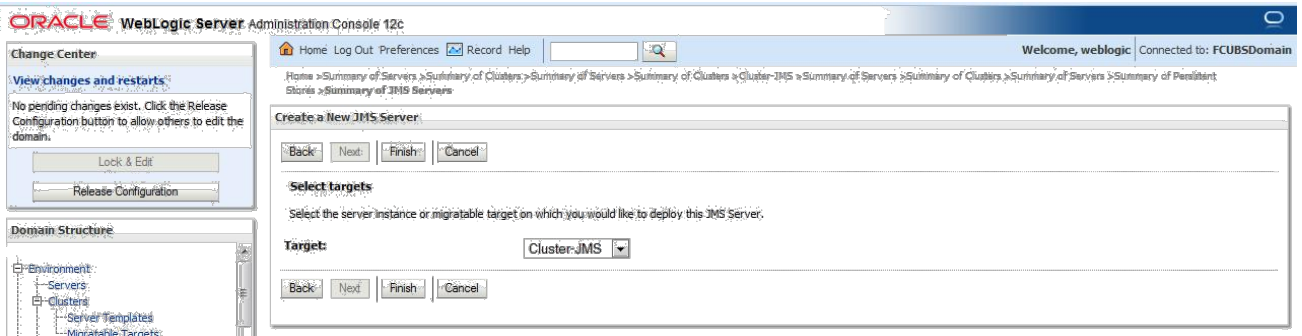 ORACLE WebLogic Server Administration Console 12c
Change Center
View changes and restarts
No pending changes exist. Click the Release
Configuration button to allow others to edit the
domain.
Lock & Edit
Release Configuration
Domain Structure
Environment
Servers
Clusters
Server Templates
Migratable Targets
Home Log Out Preferences Record Help
Welcome, weblogic Connected to: FCUBSDomain
Home >Summary of Servers >Summary of Clusters >Summary of Servers >Summary of Clusters >Cluster-JMS >Summary of Servers >Summary of Clusters >Summary of Servers >Summary of Persistent
Stores >Summary of JMS Servers
Create a New JMS Server
Back Next Finish Cancel
Select targets
Select the server instance or migratable target on which you would like to deploy this JMS Server.
Target: Cluster-JMS
Back Next Finish Cancel